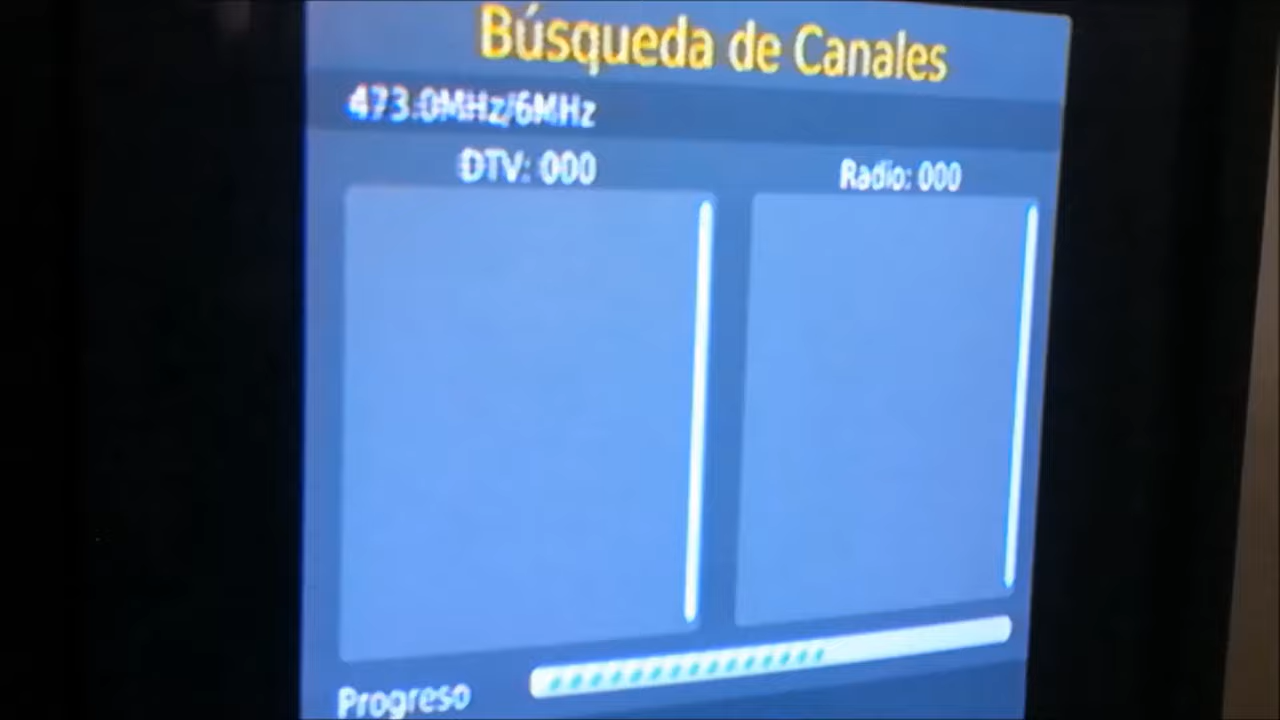 Búsqueda de Canales
473.0MHz/6MHz
DTV: 000
Radio: 000
Progreso